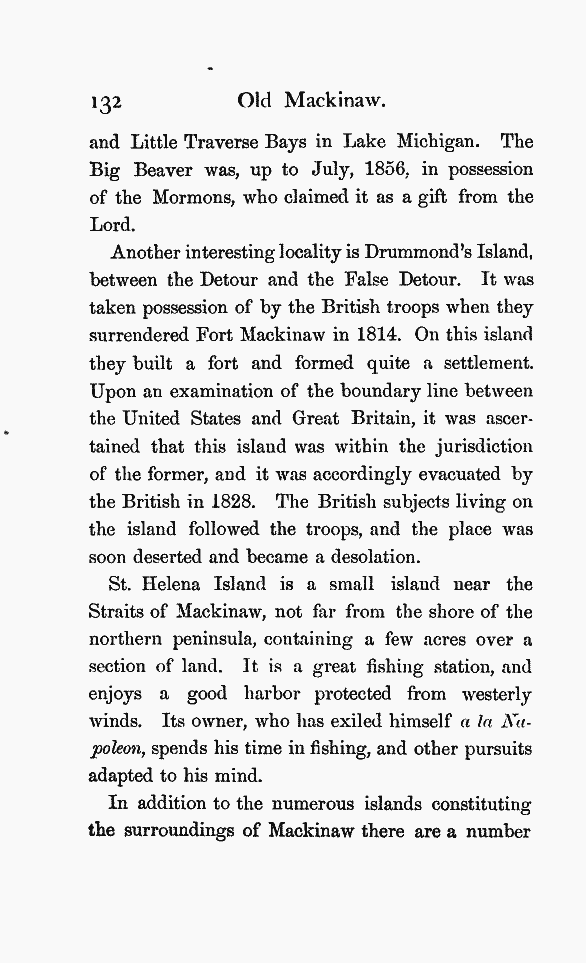 132 Old Mackinaw.
and Little Traverse Bays in Lake Michigan. The
Big Beaver was, up to July, 1856, in possession
of the Mormons, who claimed it as a gift from the
Lord.
Another interesting locality is Drummond's Island,
between the Detour and the False Detour. It was
taken possession of by the British troops when they
surrendered Fort Mackinaw in 1814. On this island
they built a fort and formed quite a settlement.
Upon an examination of the boundary line between
the United States and Great Britain, it was ascer-
tained that this island was within the jurisdiction
of the former, and it was accordingly evacuated by
the British in 1828. The British subjects living on
the island followed the troops, and the place was
soon deserted and became a desolation.
St. Helena Island is a small island near the
Straits of Mackinaw, not far from the shore of the
northern peninsula, containing a few acres over a
section of land. It is a great fishing station, and
enjoys a good harbor protected from westerly
winds. Its owner, who has exiled himself a la Na-
poleon, spends his time in fishing, and other pursuits
adapted to his mind.
In addition to the numerous islands constituting
the surroundings of Mackinaw there are a number